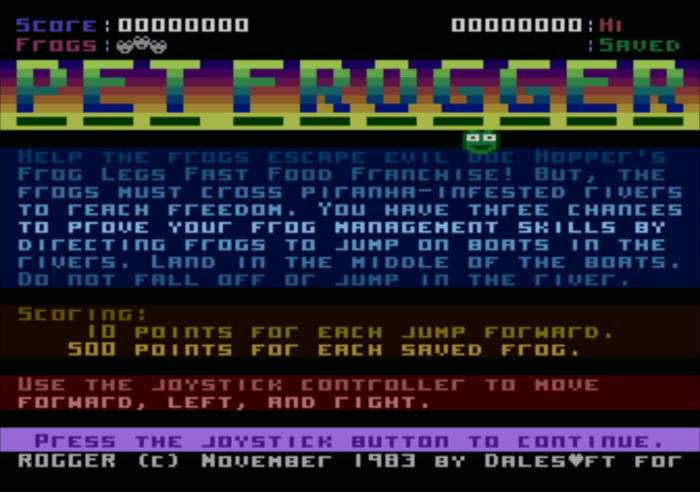 Score:00000000 00000000:Hi
Frogs: :Saved
PET FROGGER
Help the frogs escape evil Doc Hopper's
Frog Legs Fast Food Franchise! But, the
frogs must cross piranha-infested rivers
to reach freedom. You have three chances
to prove your frog management skills by
directing frogs to jump on boats in the
rivers. Land in the middle of the boats.
Do not fall off or jump in the river.
Scoring:
10 points for each jump forward.
500 points for each saved frog.
Use the joystick controller to move
forward, left, and right.
Press the joystick button to continue.
ROGGER (c) November 1983 by Dales♥ft for